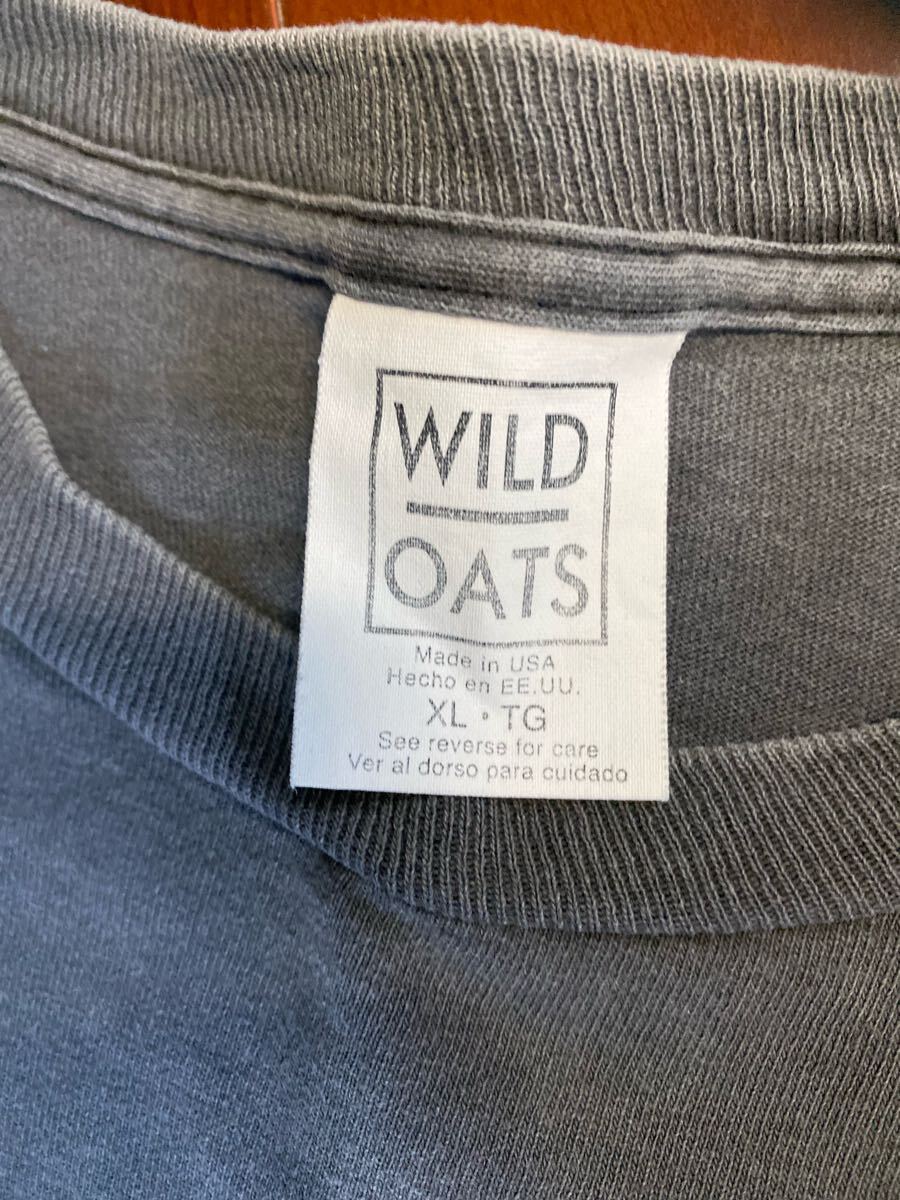 WILD
OATS
Made in USA
Hecho en EE.UU.
XL • TG
See reverse for care
Ver al dorso para cuidado